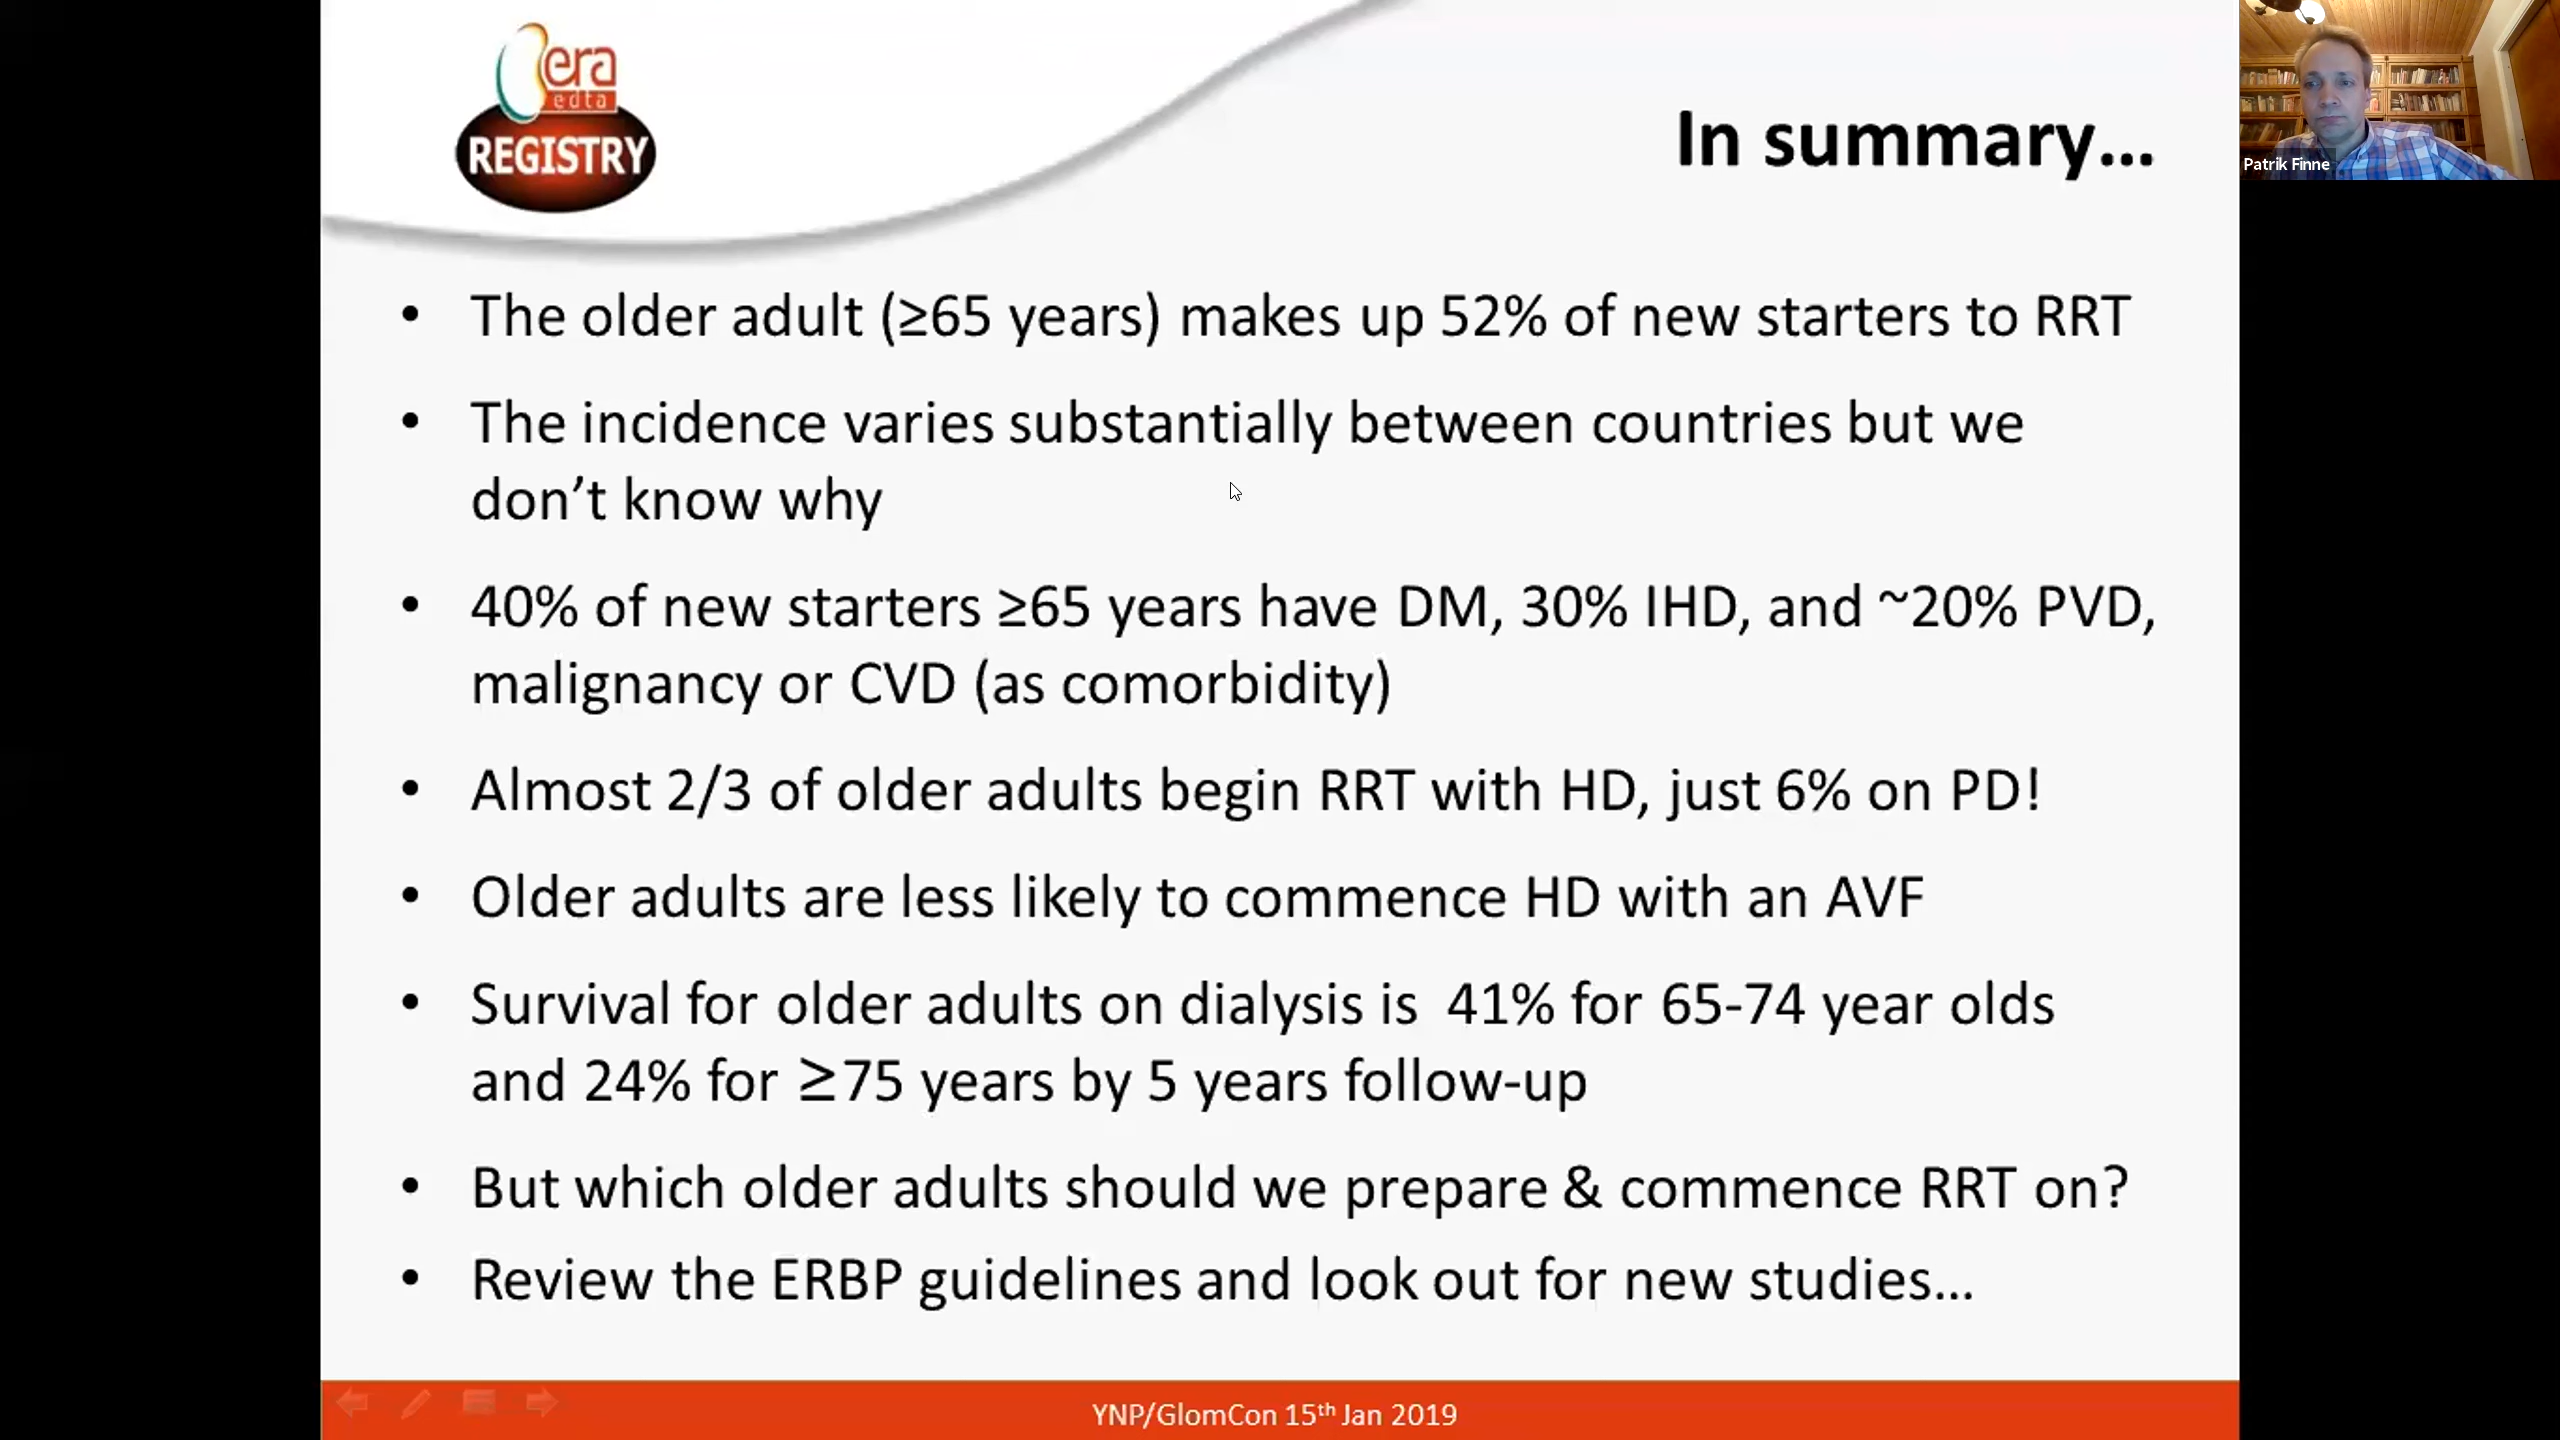 era
edta
REGISTRY
In summary...
Patrik Finne
• The older adult (≥65 years) makes up 52% of new starters to RRT
• The incidence varies substantially between countries but we
don’t know why
• 40% of new starters ≥65 years have DM, 30% IHD, and ~20% PVD,
malignancy or CVD (as comorbidity)
• Almost 2/3 of older adults begin RRT with HD, just 6% on PD!
• Older adults are less likely to commence HD with an AVF
• Survival for older adults on dialysis is  41% for 65-74 year olds
and 24% for ≥75 years by 5 years follow-up
• But which older adults should we prepare & commence RRT on?
• Review the ERBP guidelines and look out for new studies...
YNP/GlomCon 15th Jan 2019